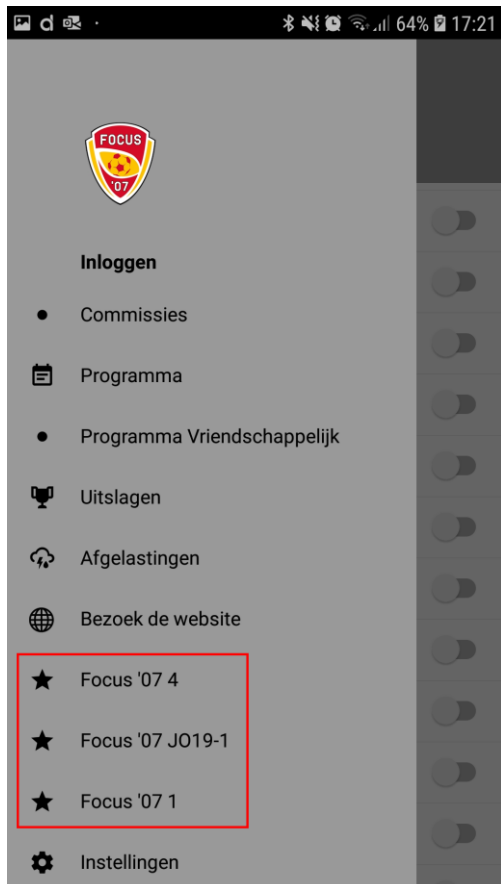 64% 17:21
FOCUS
'07
Inloggen
Commissies
Programma
Programma Vriendschappelijk
Uitslagen
Afgelastingen
Bezoek de website
Focus '07 4
Focus '07 JO19-1
Focus '07 1
Instellingen